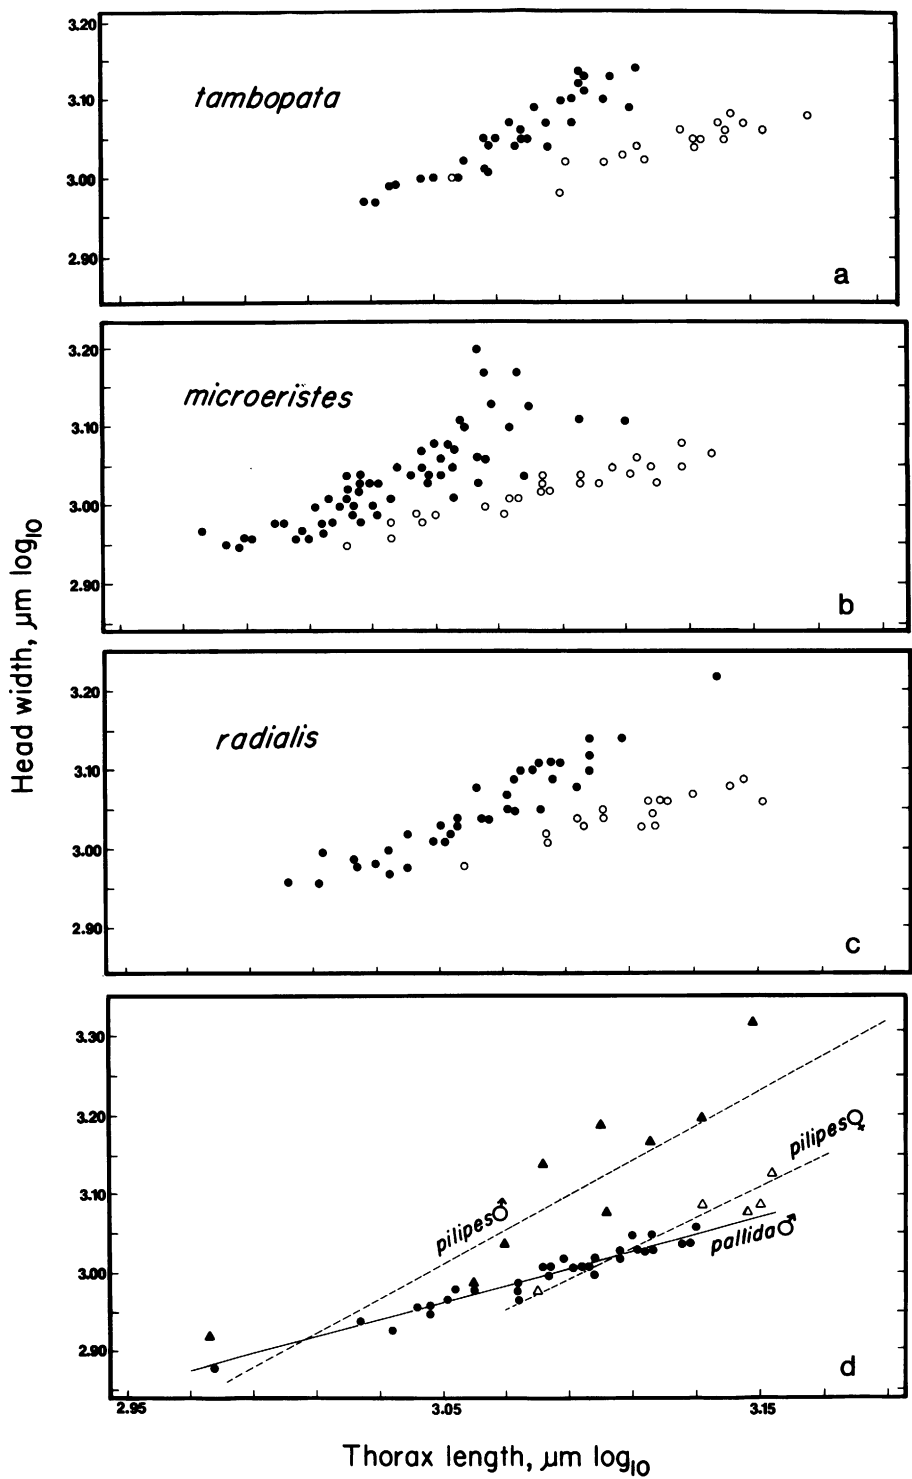 3.20
tambopata
3.10
3.00
2.90
a
3.20
microeristes
3.10
3.00
2.90
b
3.20
radialis
3.10
3.00
2.90
c
3.30
3.20
pilipes♀
3.10
pilipes♂
pallida♂
3.00
2.90
d
2.95 3.05 3.15
Head width, μm log10
Thorax length, μm log10